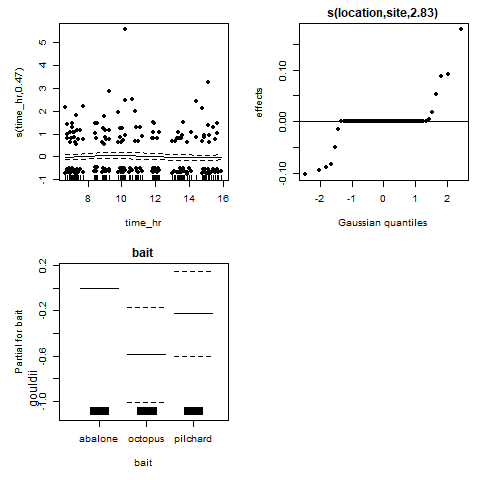 s(time_hr,0.47)
5
4
3
2
1
0
-1
8
10
12
14
16
time_hr
s(location,site,2.83)
effects
0.10
0.00
-0.10
-2
-1
0
1
2
Gaussian quantiles
bait
Partial for bait
gouldii
0.2
-0.2
-0.6
-1.0
abalone
octopus
pilchard
bait